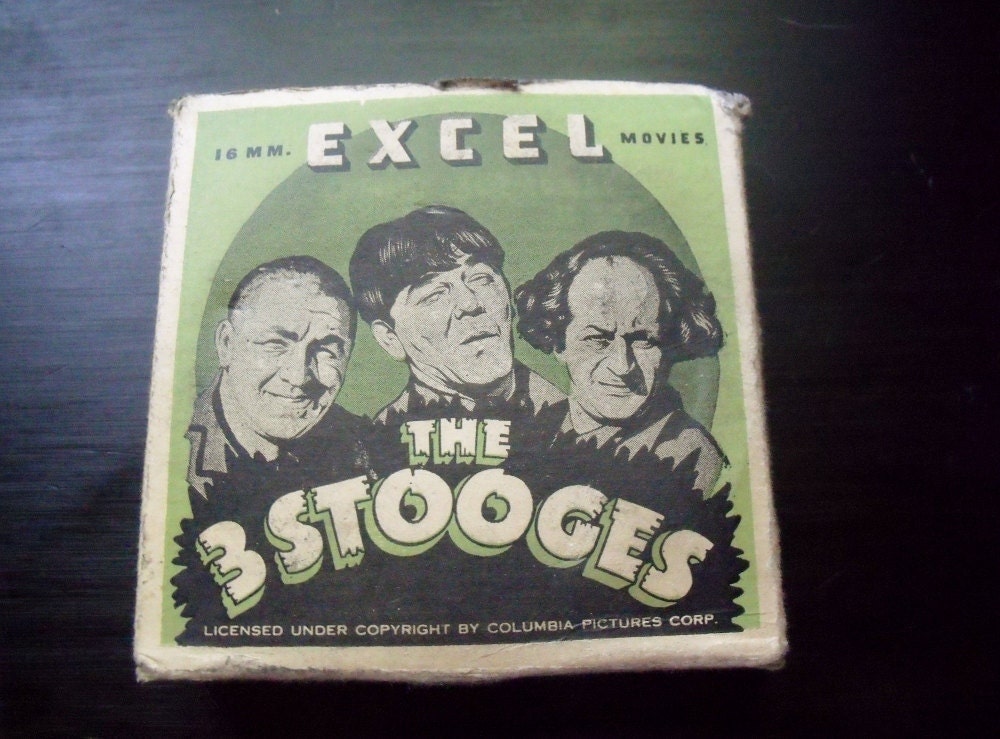 16 MM. EXCEL MOVIES
THE
3 STOOGES
LICENSED UNDER COPYRIGHT BY COLUMBIA PICTURES CORP.